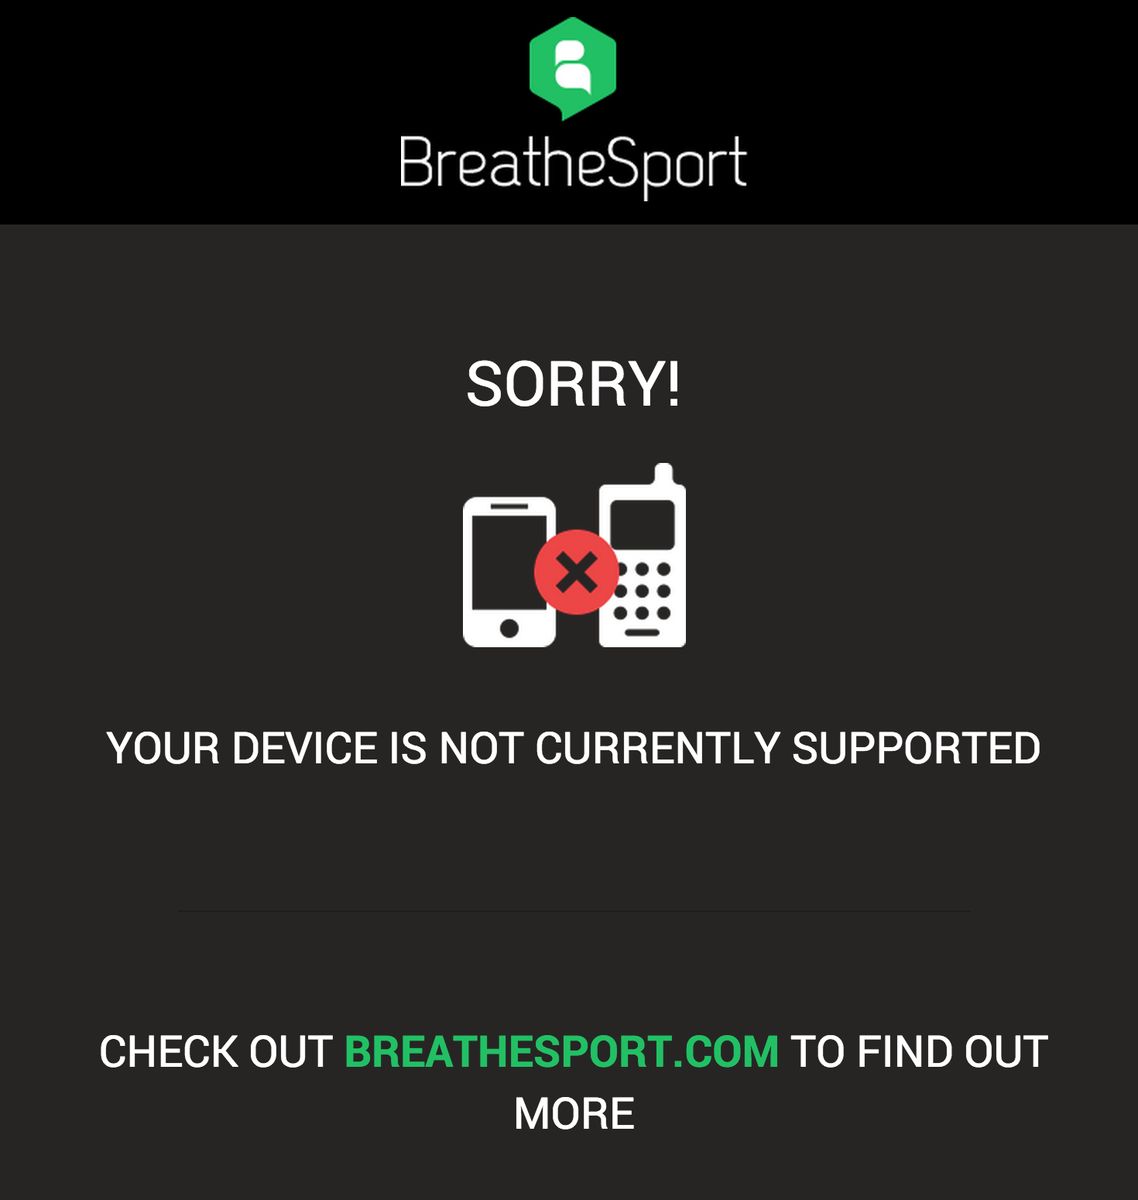 BreatheSport
SORRY!
YOUR DEVICE IS NOT CURRENTLY SUPPORTED
CHECK OUT BREATHESPORT.COM TO FIND OUT
MORE